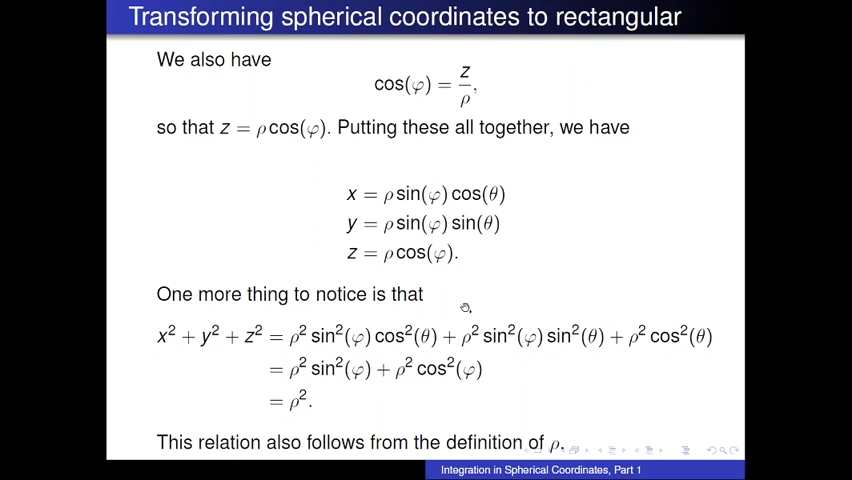 Transforming spherical coordinates to rectangular
We also have
cos(φ) = z/ρ,
so that z = ρ cos(φ). Putting these all together, we have
x = ρ sin(φ) cos(θ)
y = ρ sin(φ) sin(θ)
z = ρ cos(φ).
One more thing to notice is that
x² + y² + z² = ρ² sin²(φ) cos²(θ) + ρ² sin²(φ) sin²(θ) + ρ² cos²(θ)
= ρ² sin²(φ) + ρ² cos²(φ)
= ρ².
This relation also follows from the definition of ρ.
Integration in Spherical Coordinates, Part 1